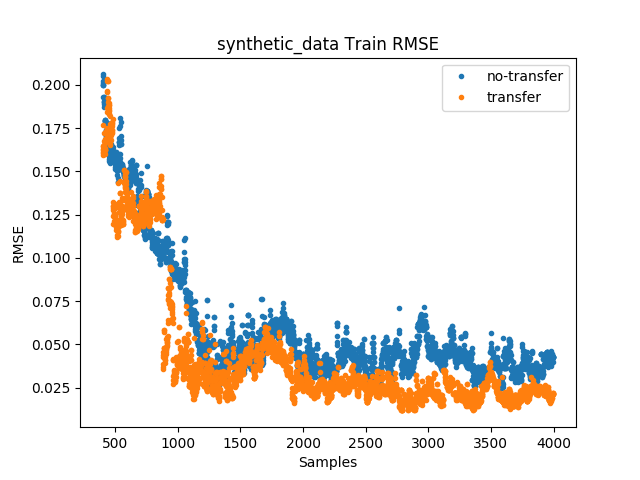 synthetic_data Train RMSE
no-transfer
transfer
RMSE
0.200
0.175
0.150
0.125
0.100
0.075
0.050
0.025
500 1000 1500 2000 2500 3000 3500 4000
Samples